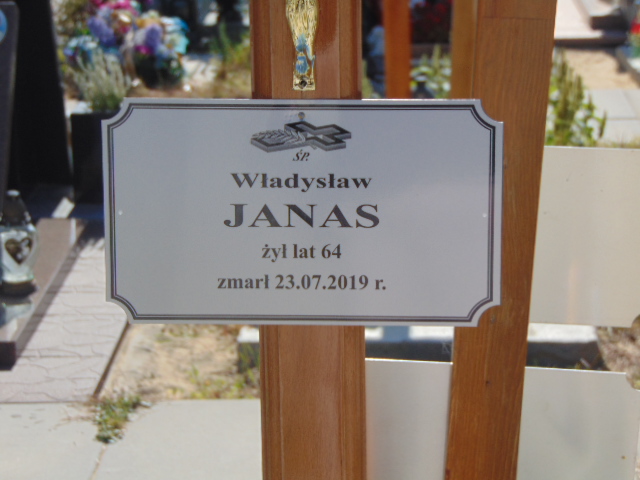 ŚP.
Władysław
JANAS
żył lat 64
zmarł 23.07.2019 r.